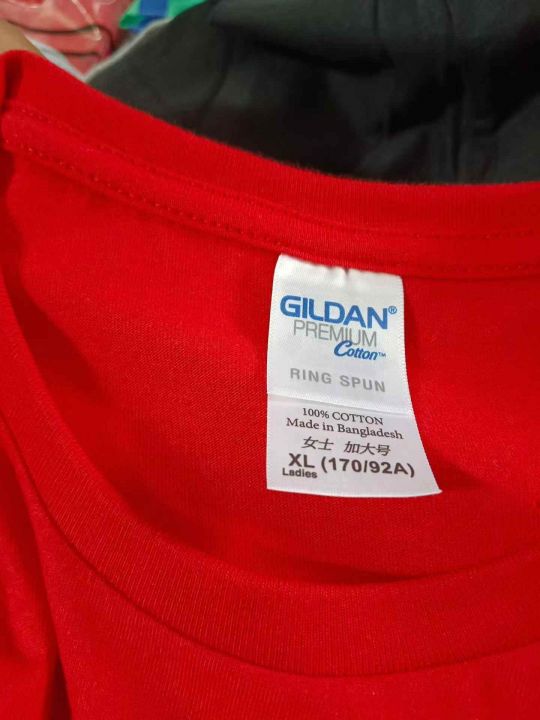 GILDAN®
PREMIUM
Cotton™
RING SPUN
100% COTTON
Made in Bangladesh
女士 加大号
XL (170/92A)
Ladies